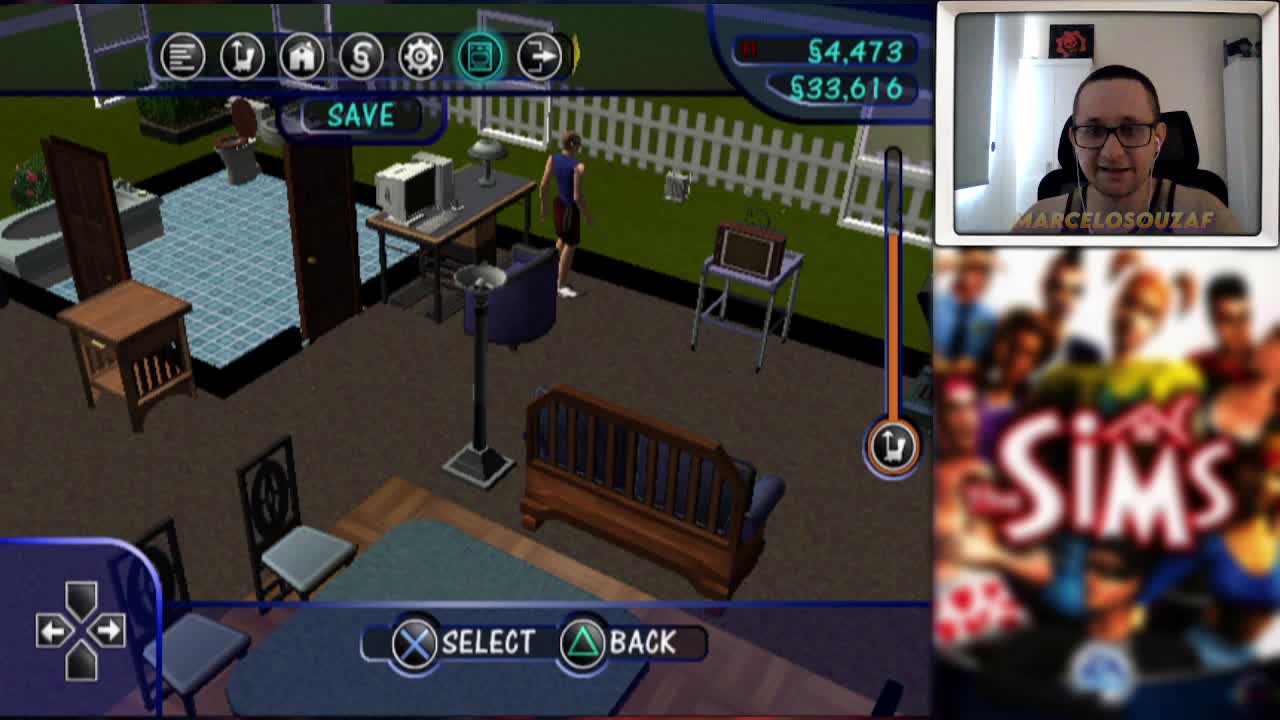 §4,473
§33,616
SAVE
MARCELOSOUZAF
The
SiMS
SELECT
BACK